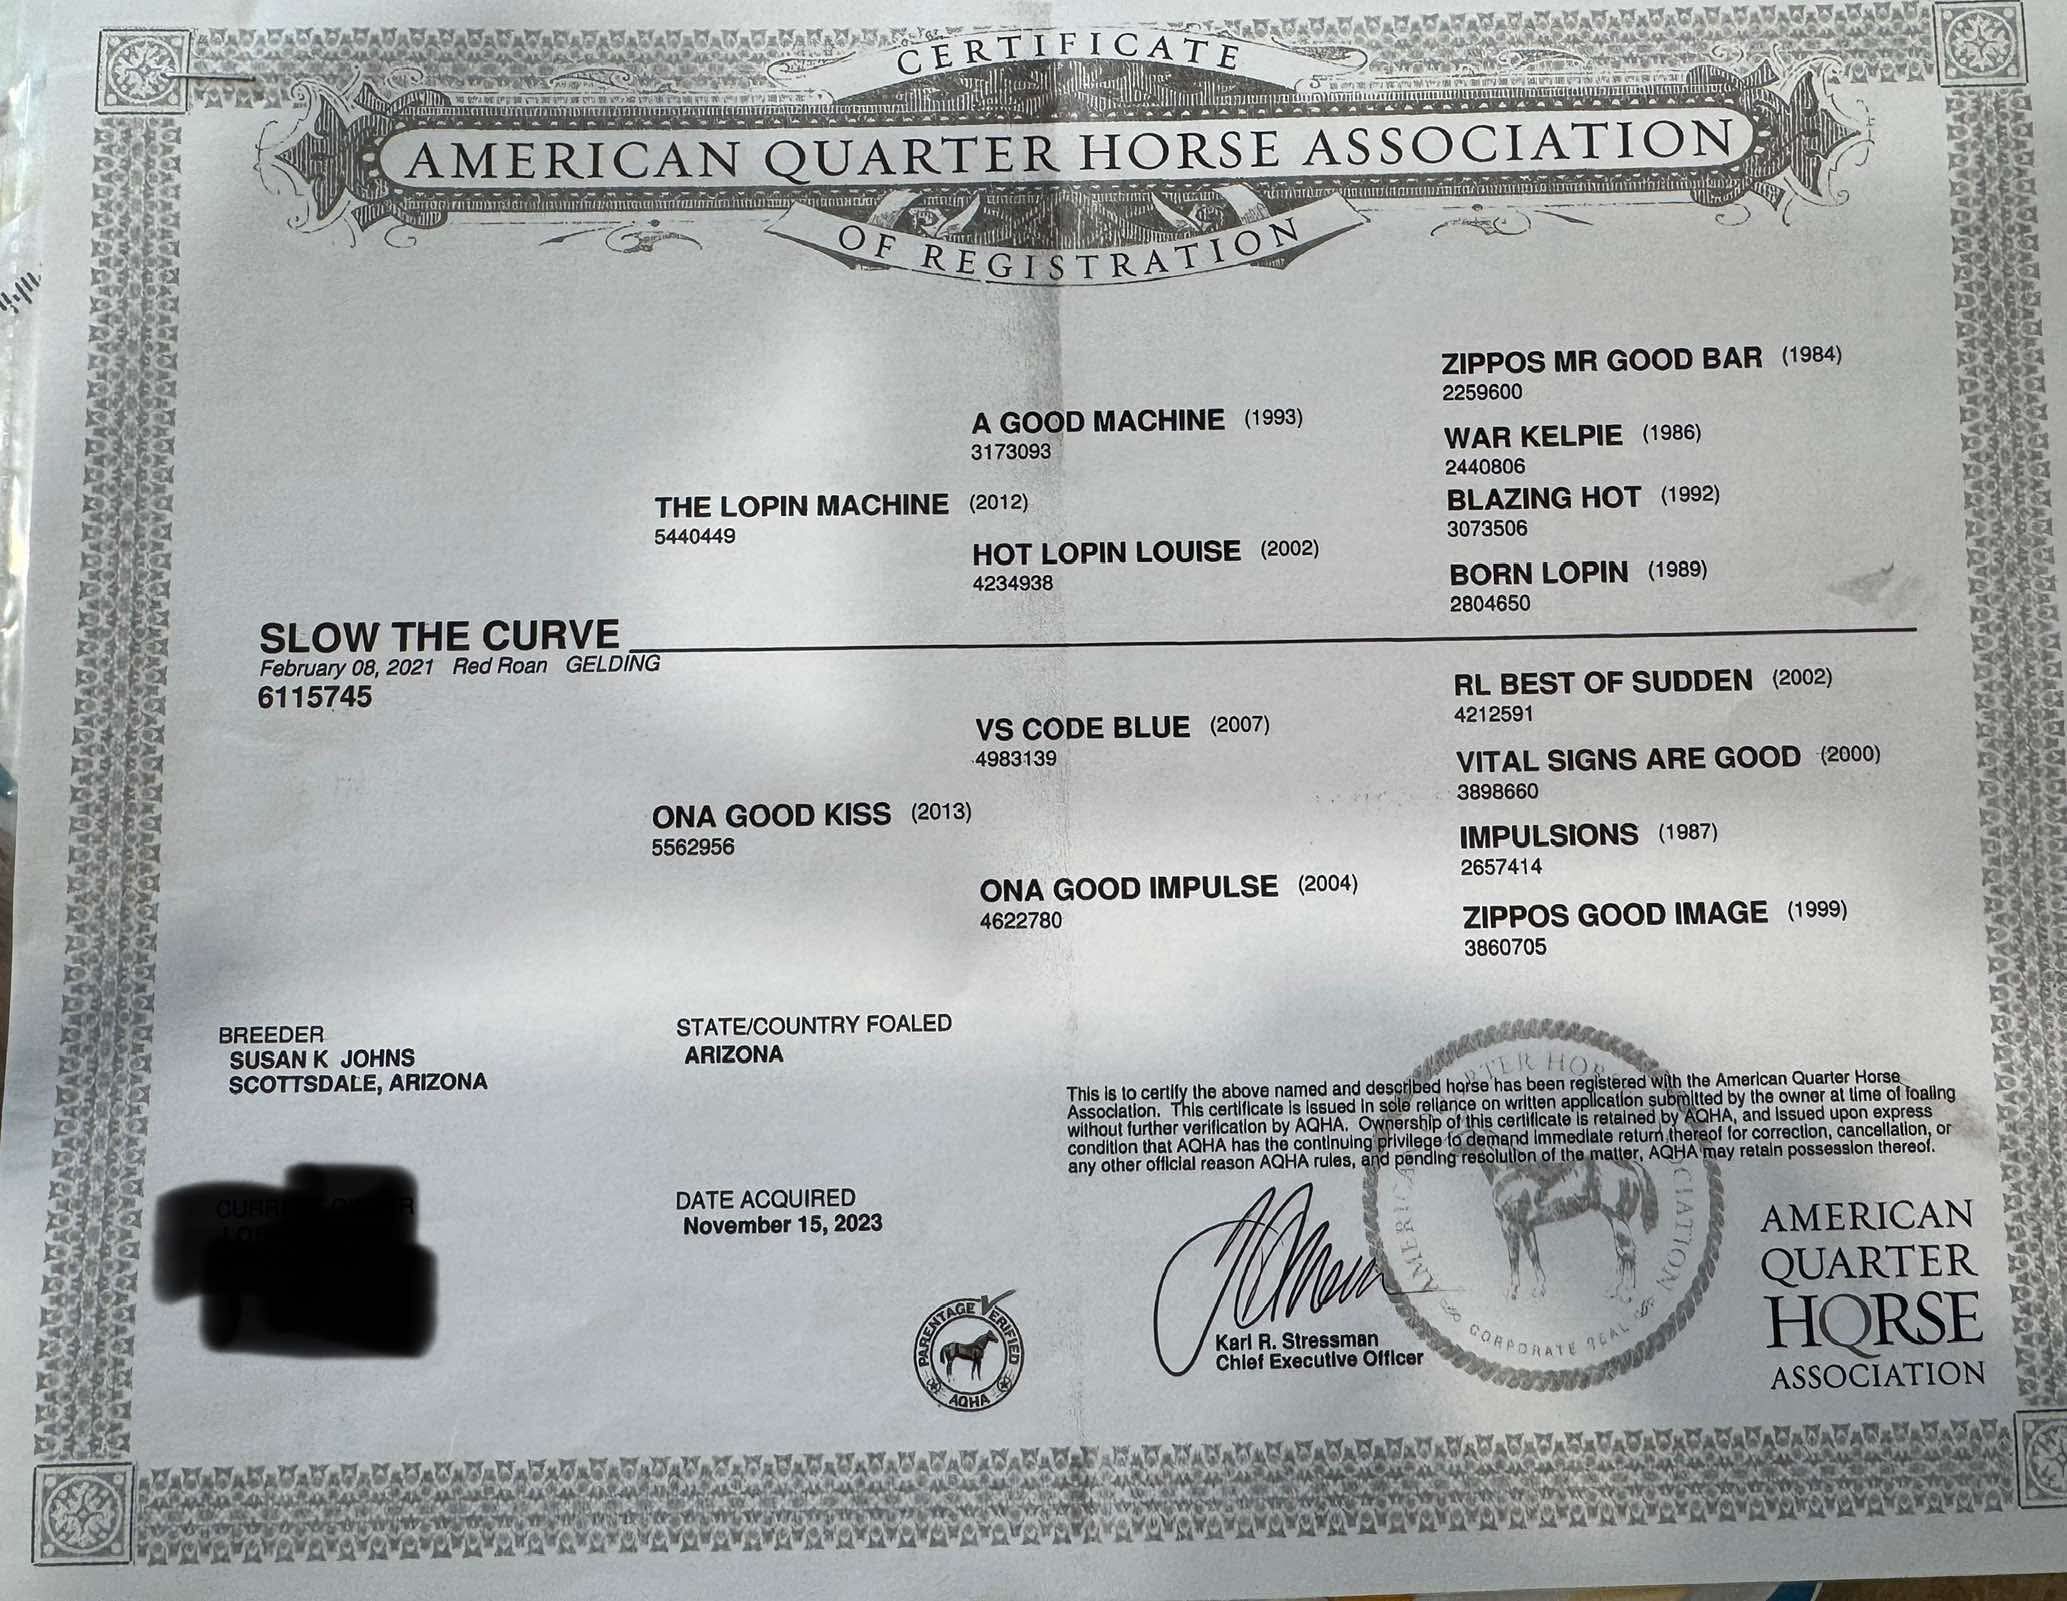 CERTIFICATE
AMERICAN QUARTER HORSE ASSOCIATION
OF REGISTRATION
ZIPPOS MR GOOD BAR (1984)
2259600
A GOOD MACHINE (1993)
3173093
WAR KELPIE (1986)
2440806
THE LOPIN MACHINE (2012)
5440449
BLAZING HOT (1992)
3073506
HOT LOPIN LOUISE (2002)
4234938
BORN LOPIN (1989)
2804650
SLOW THE CURVE
February 08, 2021 Red Roan GELDING
6115745
RL BEST OF SUDDEN (2002)
4212591
VS CODE BLUE (2007)
4983139
VITAL SIGNS ARE GOOD (2000)
3898660
ONA GOOD KISS (2013)
5562956
IMPULSIONS (1987)
2657414
ONA GOOD IMPULSE (2004)
4622780
ZIPPOS GOOD IMAGE (1999)
3860705
BREEDER
SUSAN K JOHNS
SCOTTSDALE, ARIZONA
STATE/COUNTRY FOALED
ARIZONA
This is to certify the above named and described horse has been registered with the American Quarter Horse
Association. This certificate is issued in sole reliance on written application submitted by the owner at time of foaling
without further verification by AQHA. Ownership of this certificate is retained by AQHA, and issued upon express
condition that AQHA has the continuing privilege to demand immediate return thereof for correction, cancellation, or
any other official reason AQHA rules, and pending resolution of the matter, AQHA may retain possession thereof.
DATE ACQUIRED
November 15, 2023
PARENTAGE VERIFIED
AQHA
Karl R. Stressman
Chief Executive Officer
CORPORATE SEAL
AMERICAN
QUARTER
HORSE
ASSOCIATION